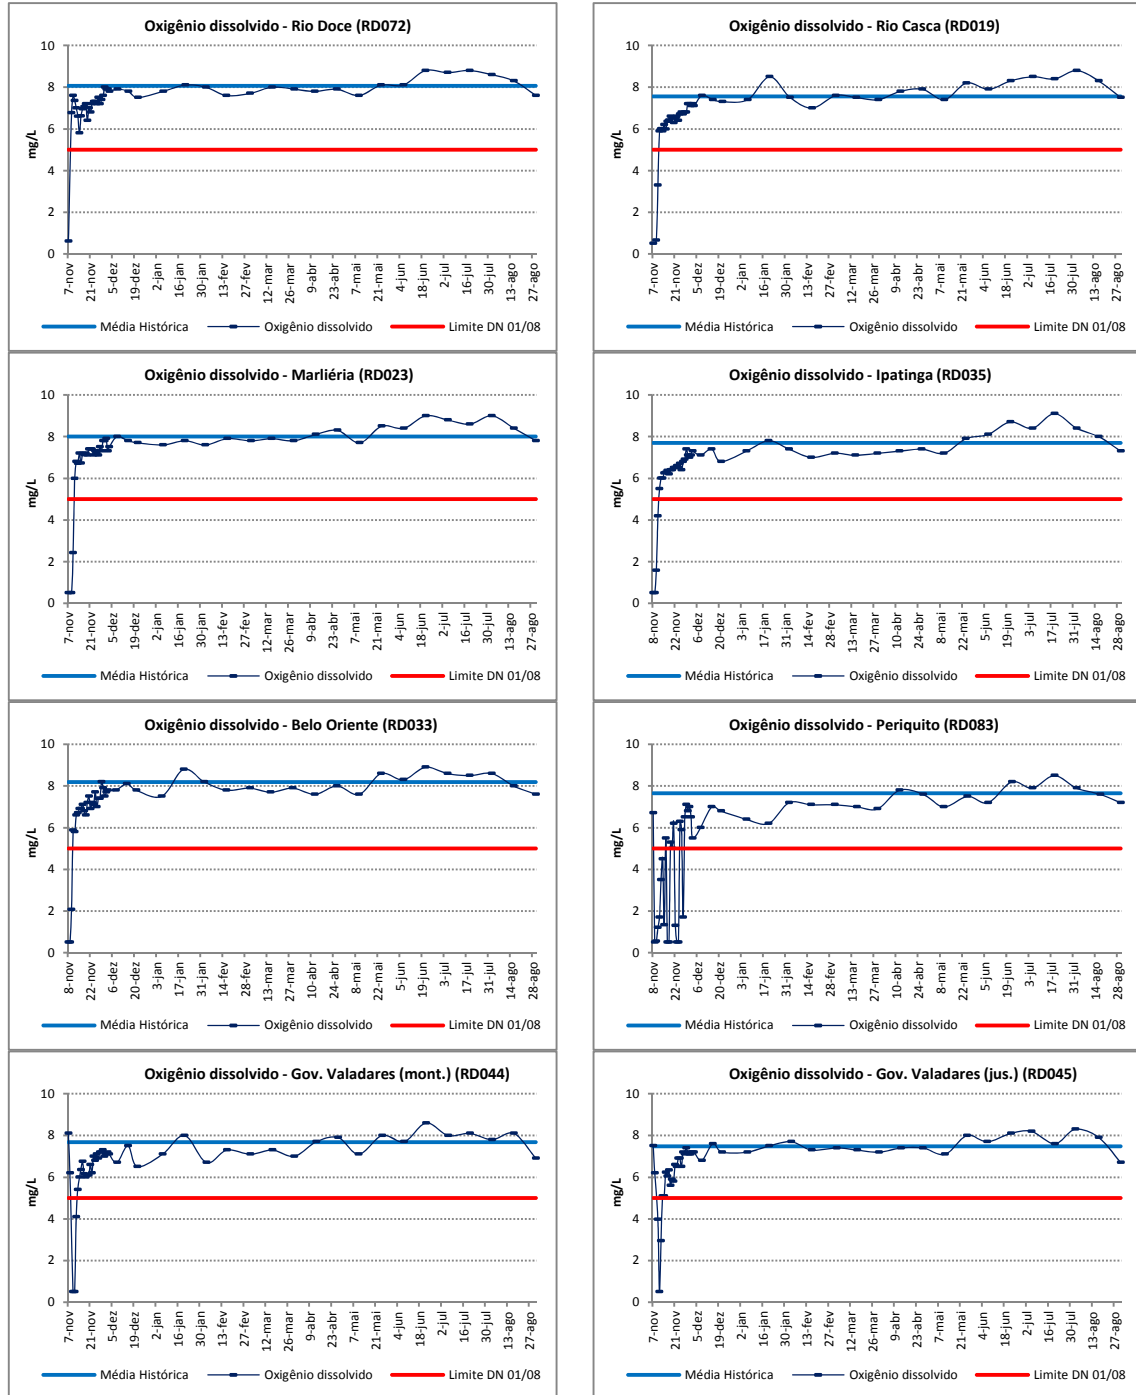 Oxigênio dissolvido - Rio Doce (RD072)
10
8
6
4
2
0
mg/L
7-nov
21-nov
5-dez
19-dez
2-jan
16-jan
30-jan
13-fev
27-fev
12-mar
26-mar
9-abr
23-abr
7-mai
21-mai
4-jun
18-jun
2-jul
16-jul
30-jul
13-ago
27-ago
Média Histórica Oxigênio dissolvido Limite DN 01/08
Oxigênio dissolvido - Rio Casca (RD019)
10
8
6
4
2
0
mg/L
7-nov
21-nov
5-dez
19-dez
2-jan
16-jan
30-jan
13-fev
27-fev
12-mar
26-mar
9-abr
23-abr
7-mai
21-mai
4-jun
18-jun
2-jul
16-jul
30-jul
13-ago
27-ago
Média Histórica Oxigênio dissolvido Limite DN 01/08
Oxigênio dissolvido - Marliéria (RD023)
10
8
6
4
2
0
mg/L
7-nov
21-nov
5-dez
19-dez
2-jan
16-jan
30-jan
13-fev
27-fev
12-mar
26-mar
9-abr
23-abr
7-mai
21-mai
4-jun
18-jun
2-jul
16-jul
30-jul
13-ago
27-ago
Média Histórica Oxigênio dissolvido Limite DN 01/08
Oxigênio dissolvido - Ipatinga (RD035)
10
8
6
4
2
0
mg/L
8-nov
22-nov
6-dez
20-dez
3-jan
17-jan
31-jan
14-fev
28-fev
13-mar
27-mar
10-abr
24-abr
8-mai
22-mai
5-jun
19-jun
3-jul
17-jul
31-jul
14-ago
28-ago
Média Histórica Oxigênio dissolvido Limite DN 01/08
Oxigênio dissolvido - Belo Oriente (RD033)
10
8
6
4
2
0
mg/L
8-nov
22-nov
6-dez
20-dez
3-jan
17-jan
31-jan
14-fev
28-fev
13-mar
27-mar
10-abr
24-abr
8-mai
22-mai
5-jun
19-jun
3-jul
17-jul
31-jul
14-ago
28-ago
Média Histórica Oxigênio dissolvido Limite DN 01/08
Oxigênio dissolvido - Periquito (RD083)
10
8
6
4
2
0
mg/L
8-nov
22-nov
6-dez
20-dez
3-jan
17-jan
31-jan
14-fev
28-fev
13-mar
27-mar
10-abr
24-abr
8-mai
22-mai
5-jun
19-jun
3-jul
17-jul
31-jul
14-ago
28-ago
Média Histórica Oxigênio dissolvido Limite DN 01/08
Oxigênio dissolvido - Gov. Valadares (mont.) (RD044)
10
8
6
4
2
0
mg/L
7-nov
21-nov
5-dez
19-dez
2-jan
16-jan
30-jan
13-fev
27-fev
12-mar
26-mar
9-abr
23-abr
7-mai
21-mai
4-jun
18-jun
2-jul
16-jul
30-jul
13-ago
27-ago
Média Histórica Oxigênio dissolvido Limite DN 01/08
Oxigênio dissolvido - Gov. Valadares (jus.) (RD045)
10
8
6
4
2
0
mg/L
7-nov
21-nov
5-dez
19-dez
2-jan
16-jan
30-jan
13-fev
27-fev
12-mar
26-mar
9-abr
23-abr
7-mai
21-mai
4-jun
18-jun
2-jul
16-jul
30-jul
13-ago
27-ago
Média Histórica Oxigênio dissolvido Limite DN 01/08